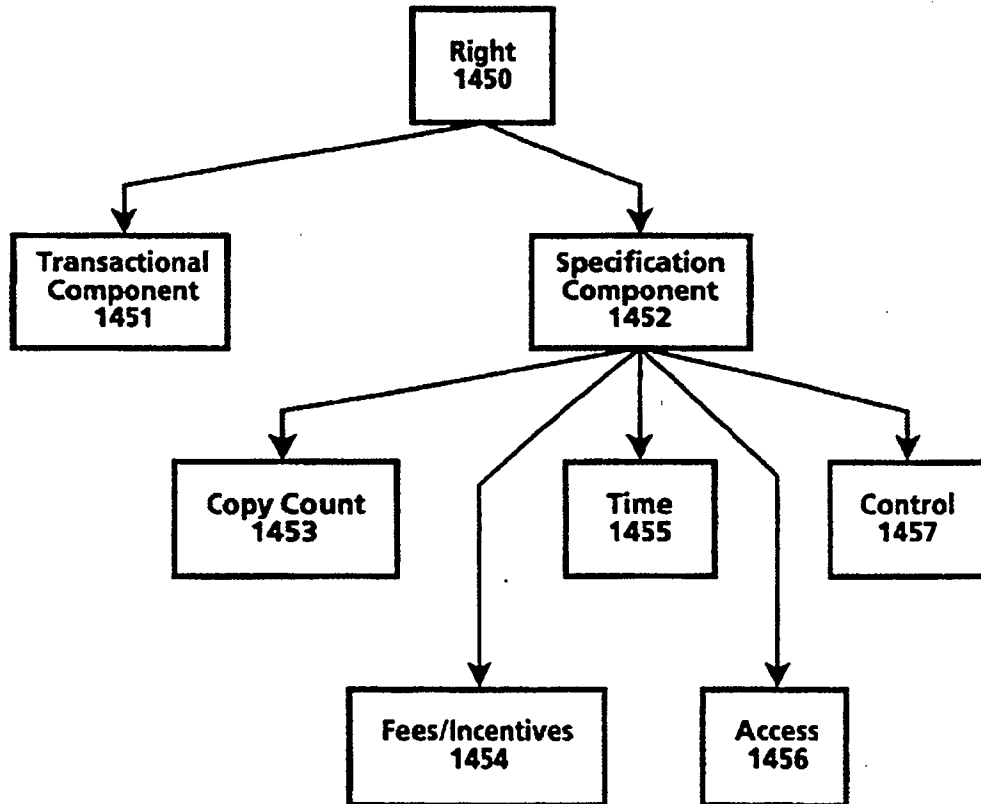 Right
1450
Transactional
Component
1451
Specification
Component
1452
Copy Count
1453
Time
1455
Control
1457
Fees/Incentives
1454
Access
1456